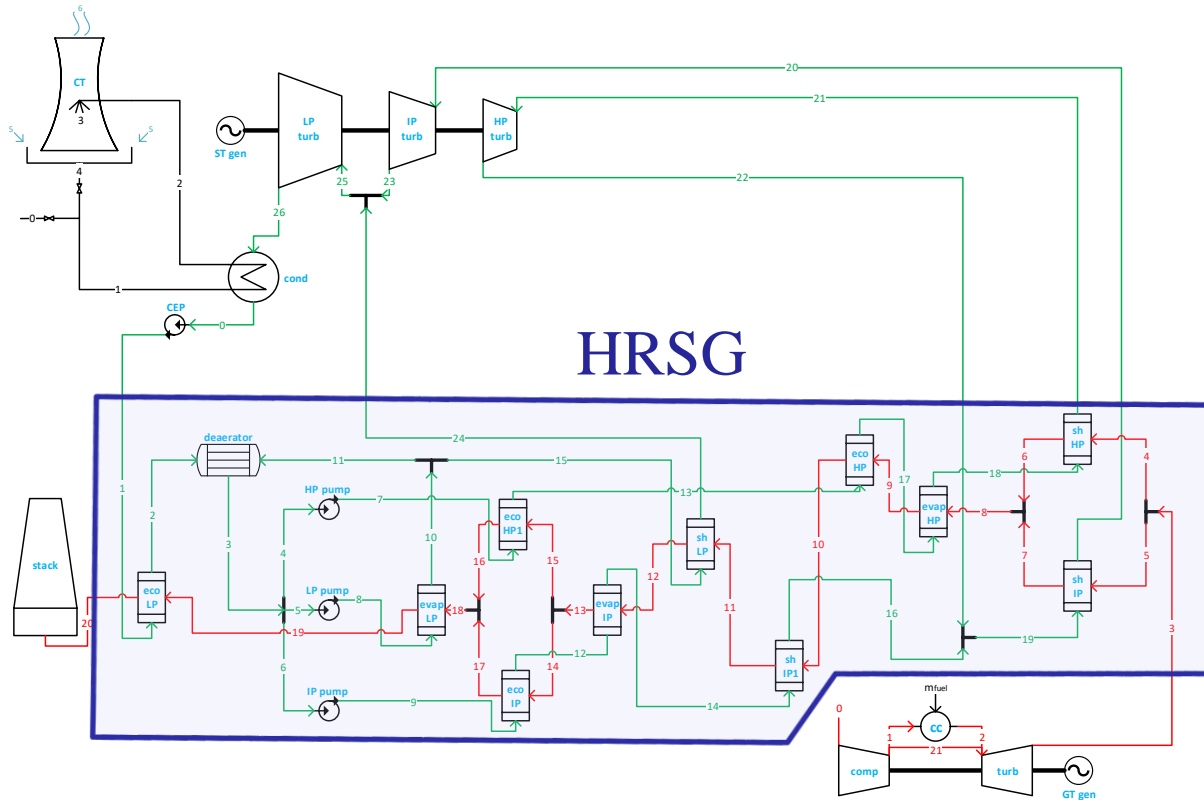 6
CT
3
5
5
4
0
2
1
ST gen
LP
turb
IP
turb
HP
turb
20
21
22
25
23
26
cond
CEP
0
HRSG
deaerator
24
11
15
1
2
3
HP pump
7
4
10
LP pump
5
8
6
IP pump
9
stack
20
eco
LP
19
evap
LP
18
eco
HP1
16
15
13
17
14
eco
IP
12
evap
IP
13
12
sh
LP
14
11
sh
IP1
10
16
eco
HP
9
17
evap
HP
8
18
6
7
sh
HP
4
5
sh
IP
19
3
0
mfuel
1
CC
2
21
comp
turb
GT gen